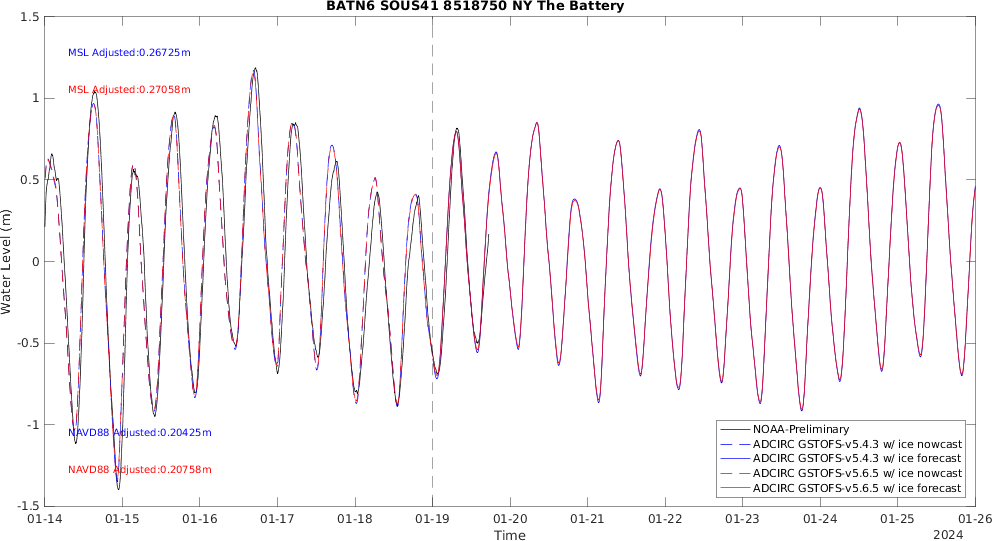 BATN6 SOUS41 8518750 NY The Battery
1.5
1
0.5
0
-0.5
-1
-1.5
Water Level (m)
MSL Adjusted:0.26725m
MSL Adjusted:0.27058m
NAVD88 Adjusted:0.20425m
NAVD88 Adjusted:0.20758m
NOAA-Preliminary
ADCIRC GSTOFS-v5.4.3 w/ ice nowcast
ADCIRC GSTOFS-v5.4.3 w/ ice forecast
ADCIRC GSTOFS-v5.6.5 w/ ice nowcast
ADCIRC GSTOFS-v5.6.5 w/ ice forecast
01-14 01-15 01-16 01-17 01-18 01-19 01-20 01-21 01-22 01-23 01-24 01-25 01-26
Time
2024